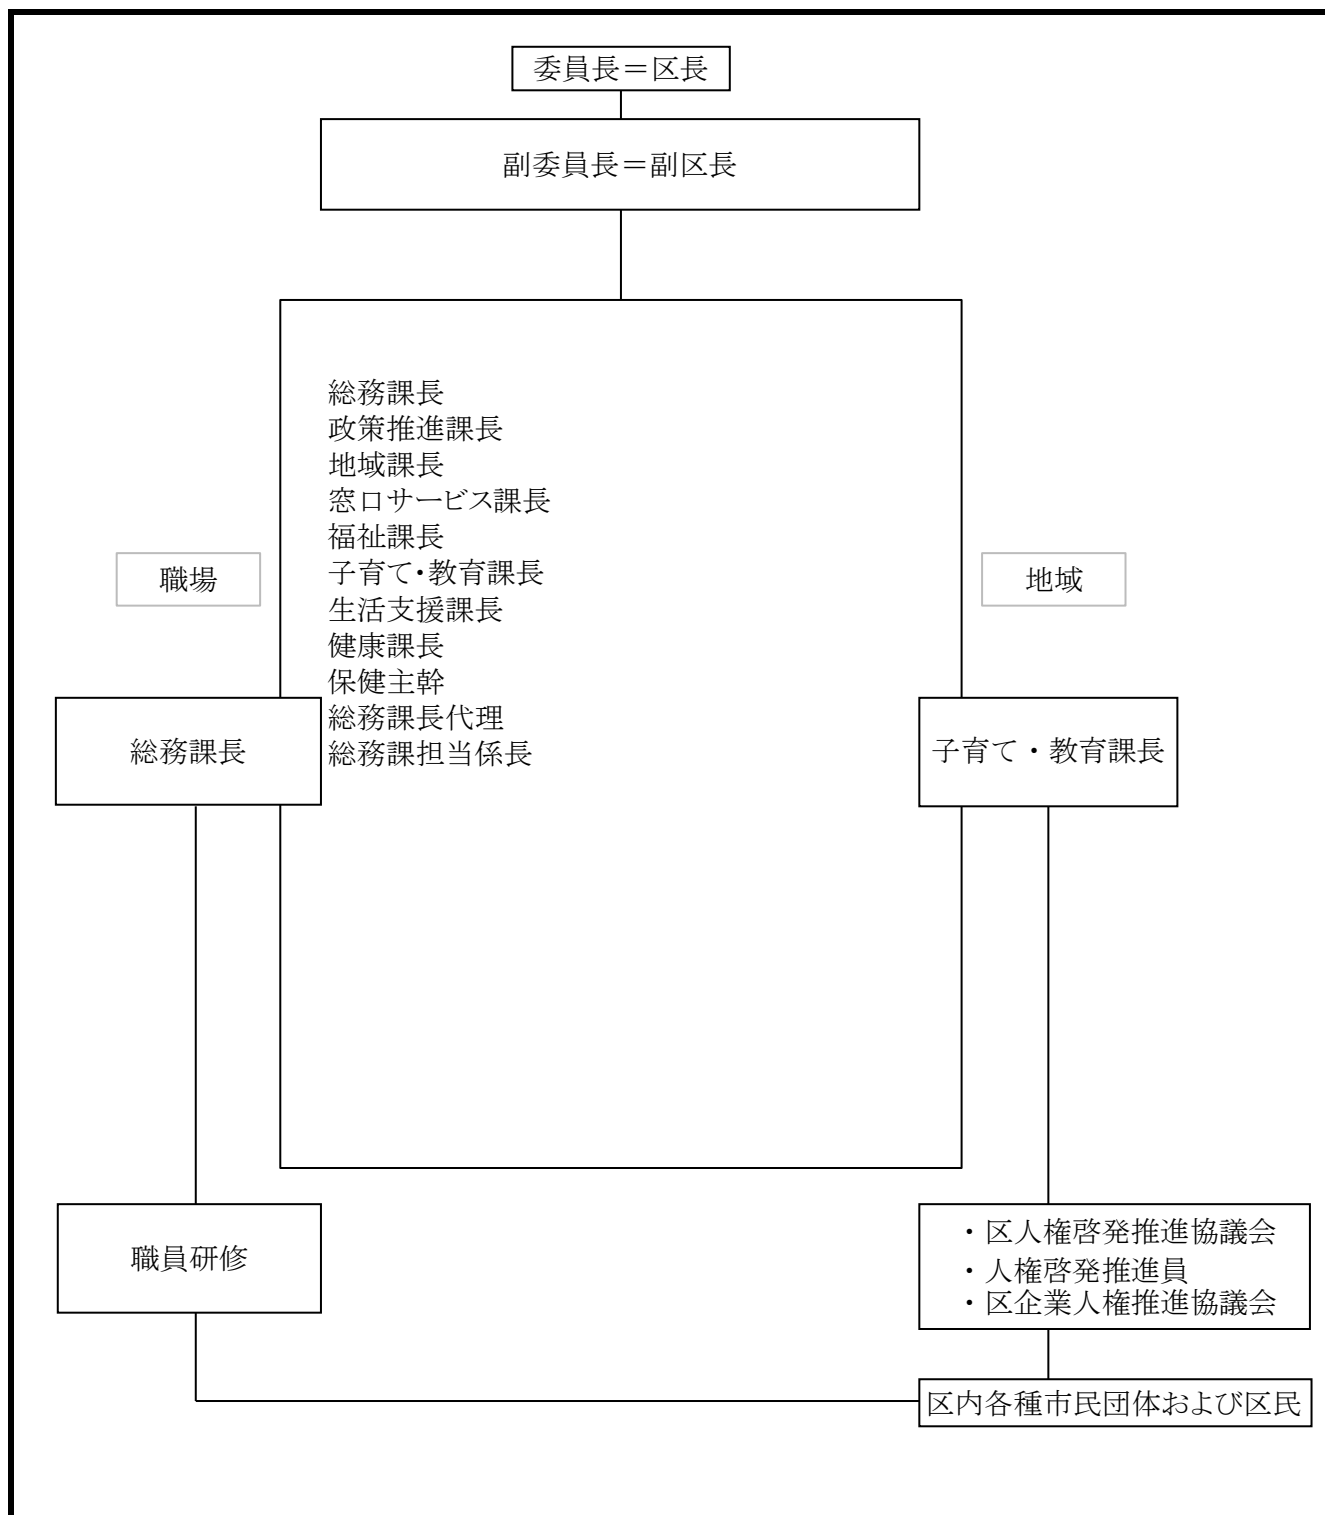 委員長＝区長
副委員長＝副区長
総務課長
政策推進課長
地域課長
窓口サービス課長
福祉課長
子育て・教育課長
生活支援課長
健康課長
保健主幹
総務課長代理
総務課担当係長
職場
地域
総務課長
子育て・教育課長
職員研修
・区人権啓発推進協議会
・人権啓発推進員
・区企業人権推進協議会
区内各種市民団体および区民